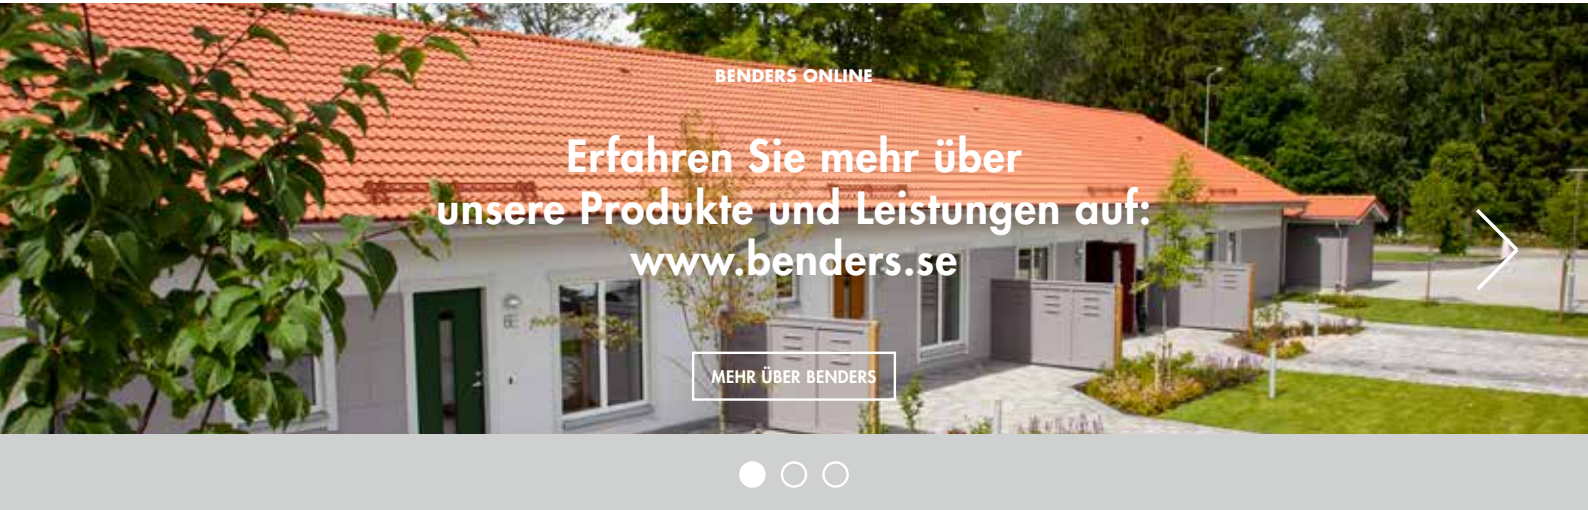 BENDERS ONLINE
Erfahren Sie mehr über
unsere Produkte und Leistungen auf:
www.benders.se
MEHR ÜBER BENDERS